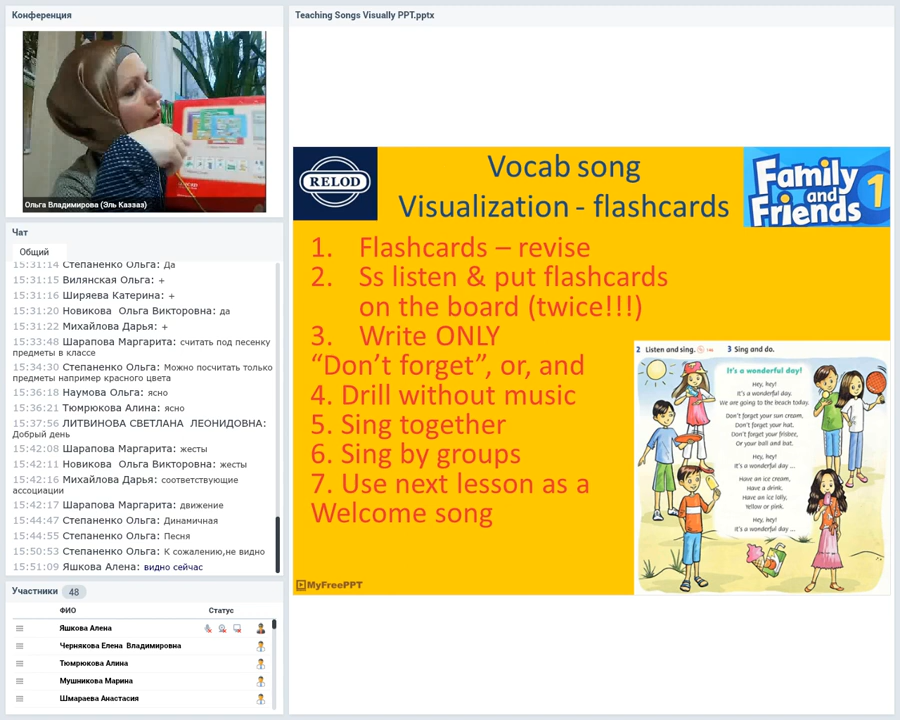 Конференция
Ольга Владимирова (Эль Каззаз)
Чат
Общий
15:31:14 Степаненко Ольга: Да
15:31:15 Вилянская Ольга: +
15:31:16 Ширяева Катерина: +
15:31:20 Новикова Ольга Викторовна: да
15:31:22 Михайлова Дарья: +
15:33:48 Шарапова Маргарита: считать под песенку
предметы в классе
15:34:30 Степаненко Ольга: Можно посчитать только
предметы например красного цвета
15:36:18 Наумова Ольга: ясно
15:36:21 Тюмрюкова Алина: ясно
15:37:56 ЛИТВИНОВА СВЕТЛАНА ЛЕОНИДОВНА:
Добрый день
15:42:08 Шарапова Маргарита: жесты
15:42:11 Новикова Ольга Викторовна: жесты
15:42:16 Михайлова Дарья: соответствующие
ассоциации
15:42:17 Шарапова Маргарита: движение
15:44:47 Степаненко Ольга: Динамичная
15:44:55 Степаненко Ольга: Песня
15:50:53 Степаненко Ольга: К сожалению,не видно
15:51:09 Яшкова Алена: видно сейчас
Участники 48
ФИО Статус
Яшкова Алена
Чернякова Елена Владимировна
Тюмрюкова Алина
Мушникова Марина
Шмараева Анастасия
Teaching Songs Visually PPT.pptx
RELOD
Vocab song
Visualization - flashcards
Family
and
Friends 1
1. Flashcards – revise
2. Ss listen & put flashcards
on the board (twice!!!)
3. Write ONLY
“Don’t forget”, or, and
4. Drill without music
5. Sing together
6. Sing by groups
7. Use next lesson as a
Welcome song
MyFreePPT
2 Listen and sing. 3 Sing and do.
It's a wonderful day!
Hey, hey!
It's a wonderful day.
We are going to the beach today.
Don't forget your sun cream,
Don't forget your hat.
Don't forget your frisbee,
Or your ball and bat.
Hey, hey!
It's a wonderful day ...
Have an ice cream,
Have a drink,
Have an ice lolly,
Yellow or pink.
Hey, hey!
It's a wonderful day ...